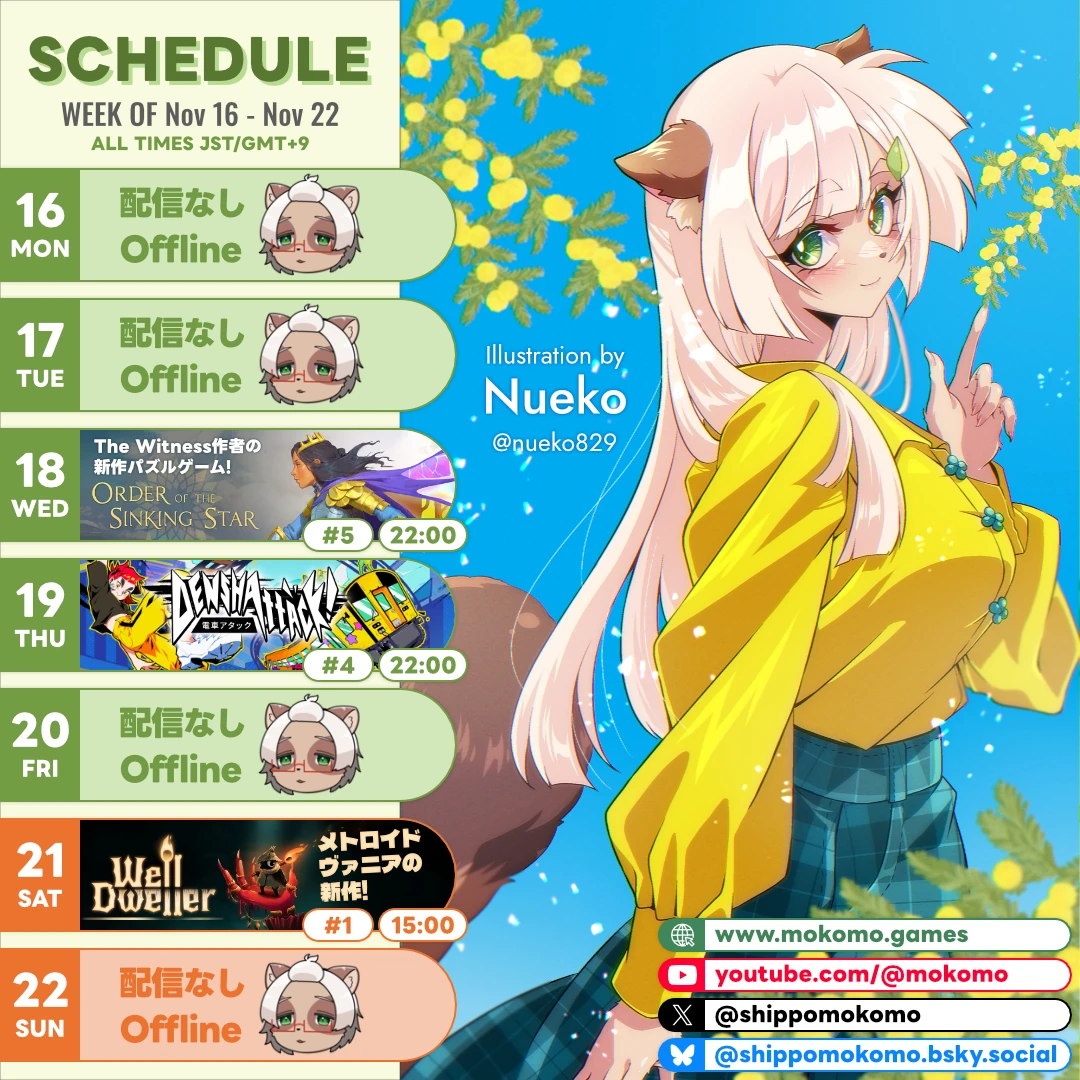 SCHEDULE
WEEK OF Nov 16 - Nov 22
ALL TIMES JST/GMT+9
16
MON
配信なし
Offline
17
TUE
配信なし
Offline
18
WED
The Witness作者の
新作パズルゲーム!
ORDER OF THE
SINKING STAR
#5
22:00
19
THU
DENSHA ATTACK!
電車アタック
#4
22:00
20
FRI
配信なし
Offline
21
SAT
Well
Dweller
メトロイド
ヴァニアの
新作!
#1
15:00
22
SUN
配信なし
Offline
Illustration by
Nueko
@nueko829
www.mokomo.games
youtube.com/@mokomo
@shippomokomo
@shippomokomo.bsky.social